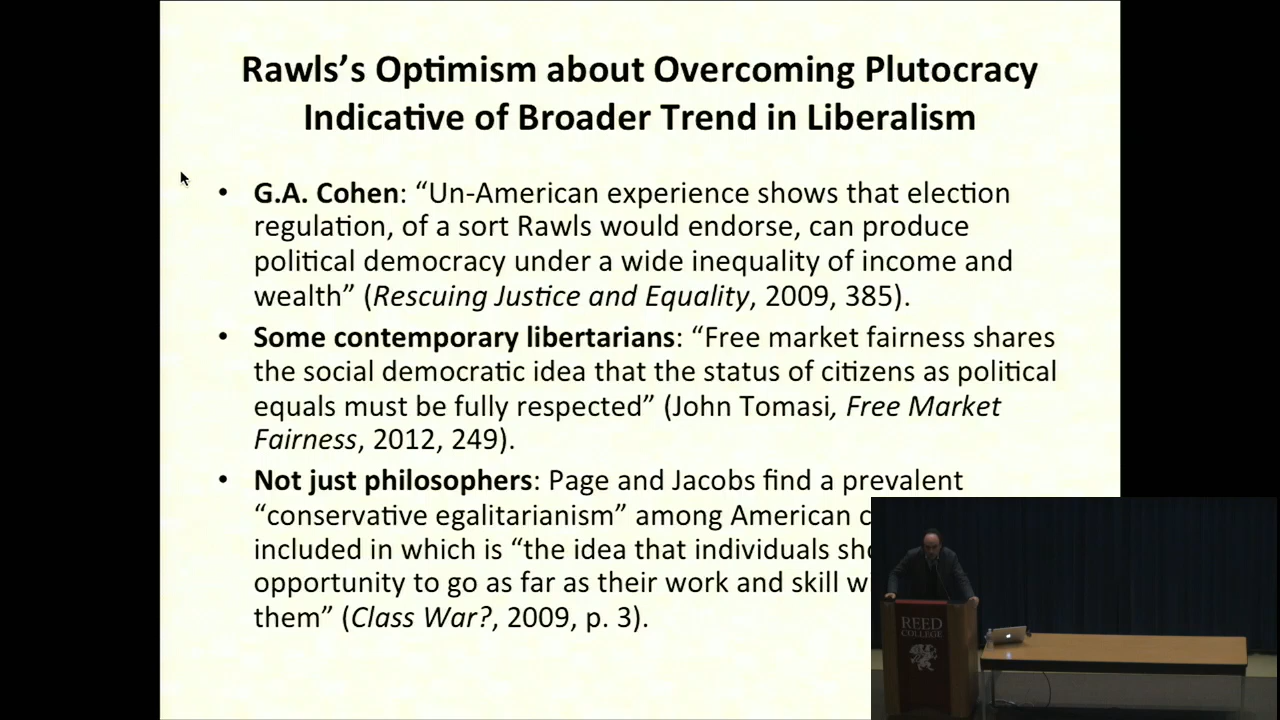 Rawls's Optimism about Overcoming Plutocracy
Indicative of Broader Trend in Liberalism
• G.A. Cohen: “Un-American experience shows that election
regulation, of a sort Rawls would endorse, can produce
political democracy under a wide inequality of income and
wealth” (Rescuing Justice and Equality, 2009, 385).
• Some contemporary libertarians: “Free market fairness shares
the social democratic idea that the status of citizens as political
equals must be fully respected” (John Tomasi, Free Market
Fairness, 2012, 249).
• Not just philosophers: Page and Jacobs find a prevalent
“conservative egalitarianism” among American
included in which is “the idea that individuals
opportunity to go as far as their work and skill
them” (Class War?, 2009, p. 3).
REED
COLLEGE